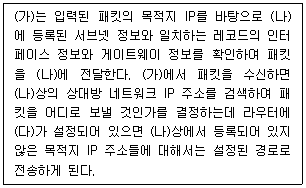 (가)는 입력된 패킷의 목적지 IP를 바탕으로 (나)
에 등록된 서브넷 정보와 일치하는 레코드의 인터
페이스 정보와 게이트웨이 정보를 확인하여 패킷
을 (나)에 전달한다. (가)에서 패킷을 수신하면
(나)상의 상대방 네트워크 IP 주소를 검색하여 패
킷을 어디로 보낼 것인가를 결정하는데 라우터에
(다)가 설정되어 있으면 (나)상에서 등록되어 있지
않은 목적지 IP 주소들에 대해서는 설정된 경로로
전송하게 된다.